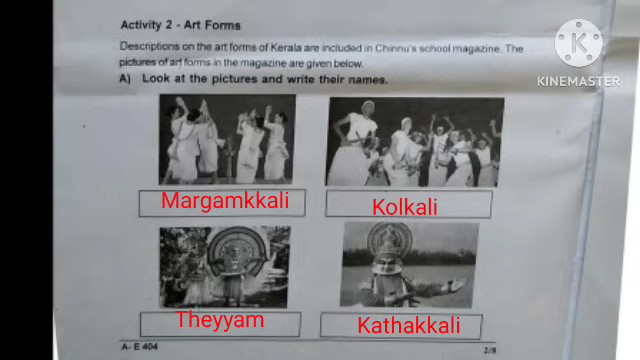 Activity 2 - Art Forms
Descriptions on the art forms of Kerala are included in Chinnu's school magazine. The
pictures of art forms in the magazine are given below.
A) Look at the pictures and write their names.
KINEMASTER
Margamkkali
Kolkali
Theyyam
Kathakkali
A- E 404
2/8